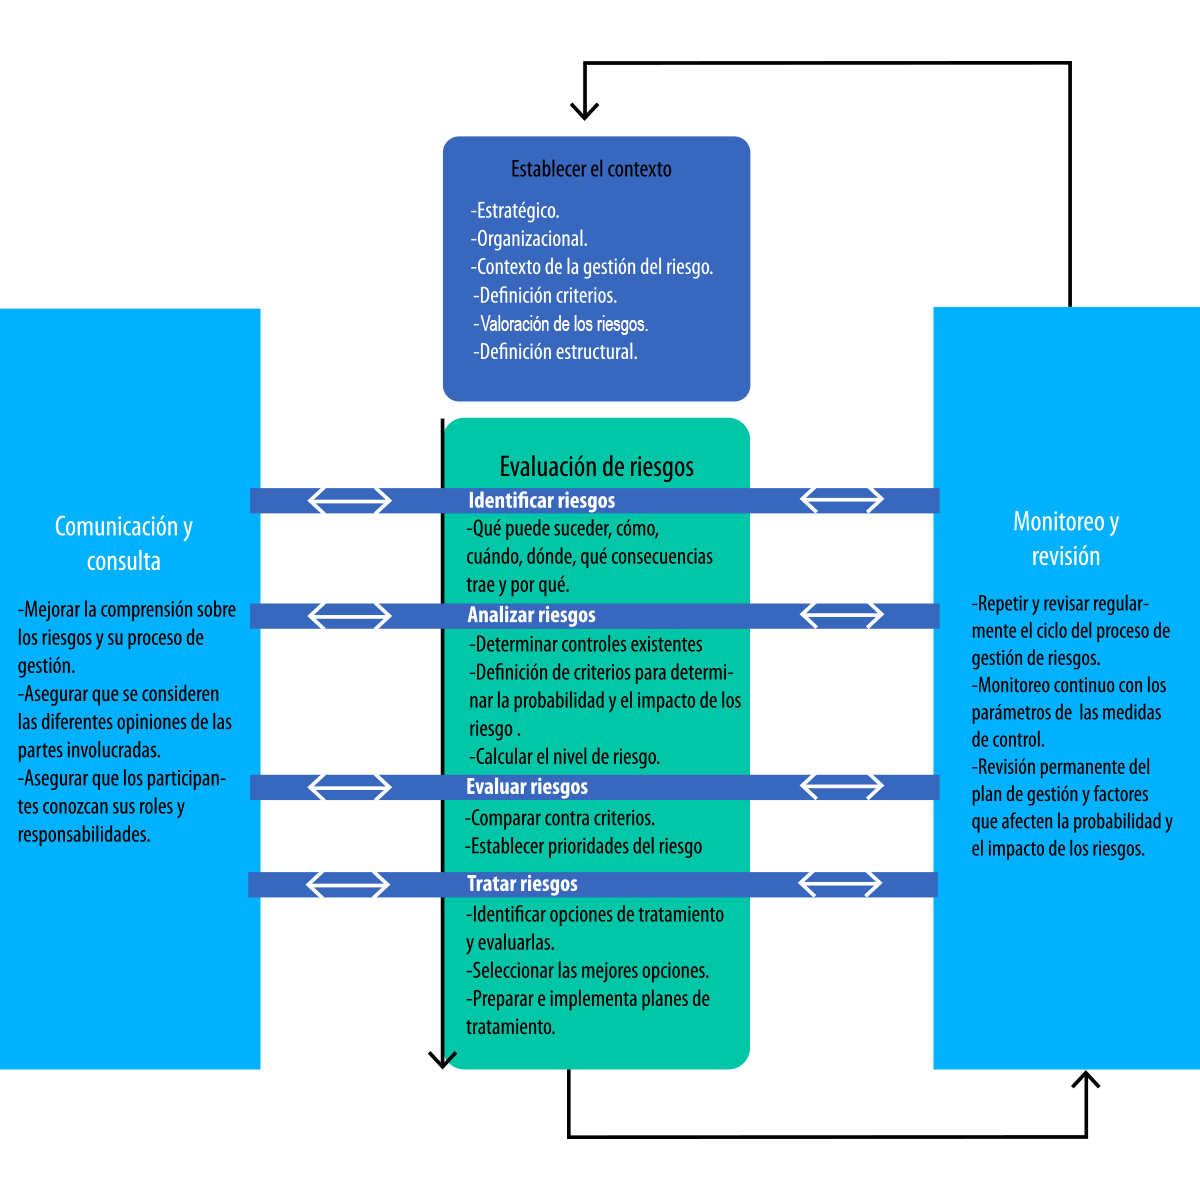 Establecer el contexto
-Estratégico.
-Organizacional.
-Contexto de la gestión del riesgo.
-Definición criterios.
-Valoración de los riesgos.
-Definición estructural.
Comunicación y
consulta
-Mejorar la comprensión sobre
los riesgos y su proceso de
gestión.
-Asegurar que se consideren
las diferentes opiniones de las
partes involucradas.
-Asegurar que los participan-
tes conozcan sus roles y
responsabilidades.
Evaluación de riesgos
Identificar riesgos
-Qué puede suceder, cómo,
cuándo, dónde, qué consecuencias
trae y por qué.
Analizar riesgos
-Determinar controles existentes
-Definición de criterios para determi-
nar la probabilidad y el impacto de los
riesgo .
-Calcular el nivel de riesgo.
Evaluar riesgos
-Comparar contra criterios.
-Establecer prioridades del riesgo
Tratar riesgos
-Identificar opciones de tratamiento
y evaluarlas.
-Seleccionar las mejores opciones.
-Preparar e implementa planes de
tratamiento.
Monitoreo y
revisión
-Repetir y revisar regular-
mente el ciclo del proceso de
gestión de riesgos.
-Monitoreo continuo con los
parámetros de  las medidas
de control.
-Revisión permanente del
plan de gestión y factores
que afecten la probabilidad y
el impacto de los riesgos.